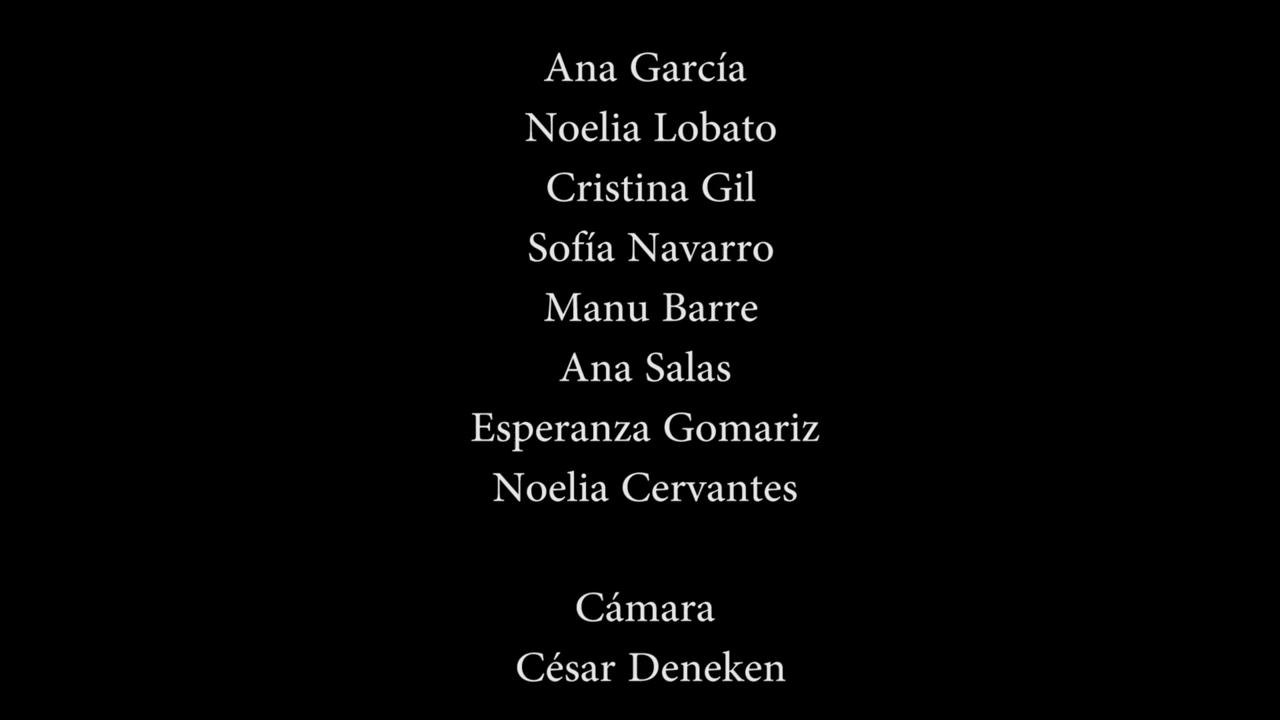 Ana García
Noelia Lobato
Cristina Gil
Sofía Navarro
Manu Barre
Ana Salas
Esperanza Gomariz
Noelia Cervantes
Cámara
César Deneken